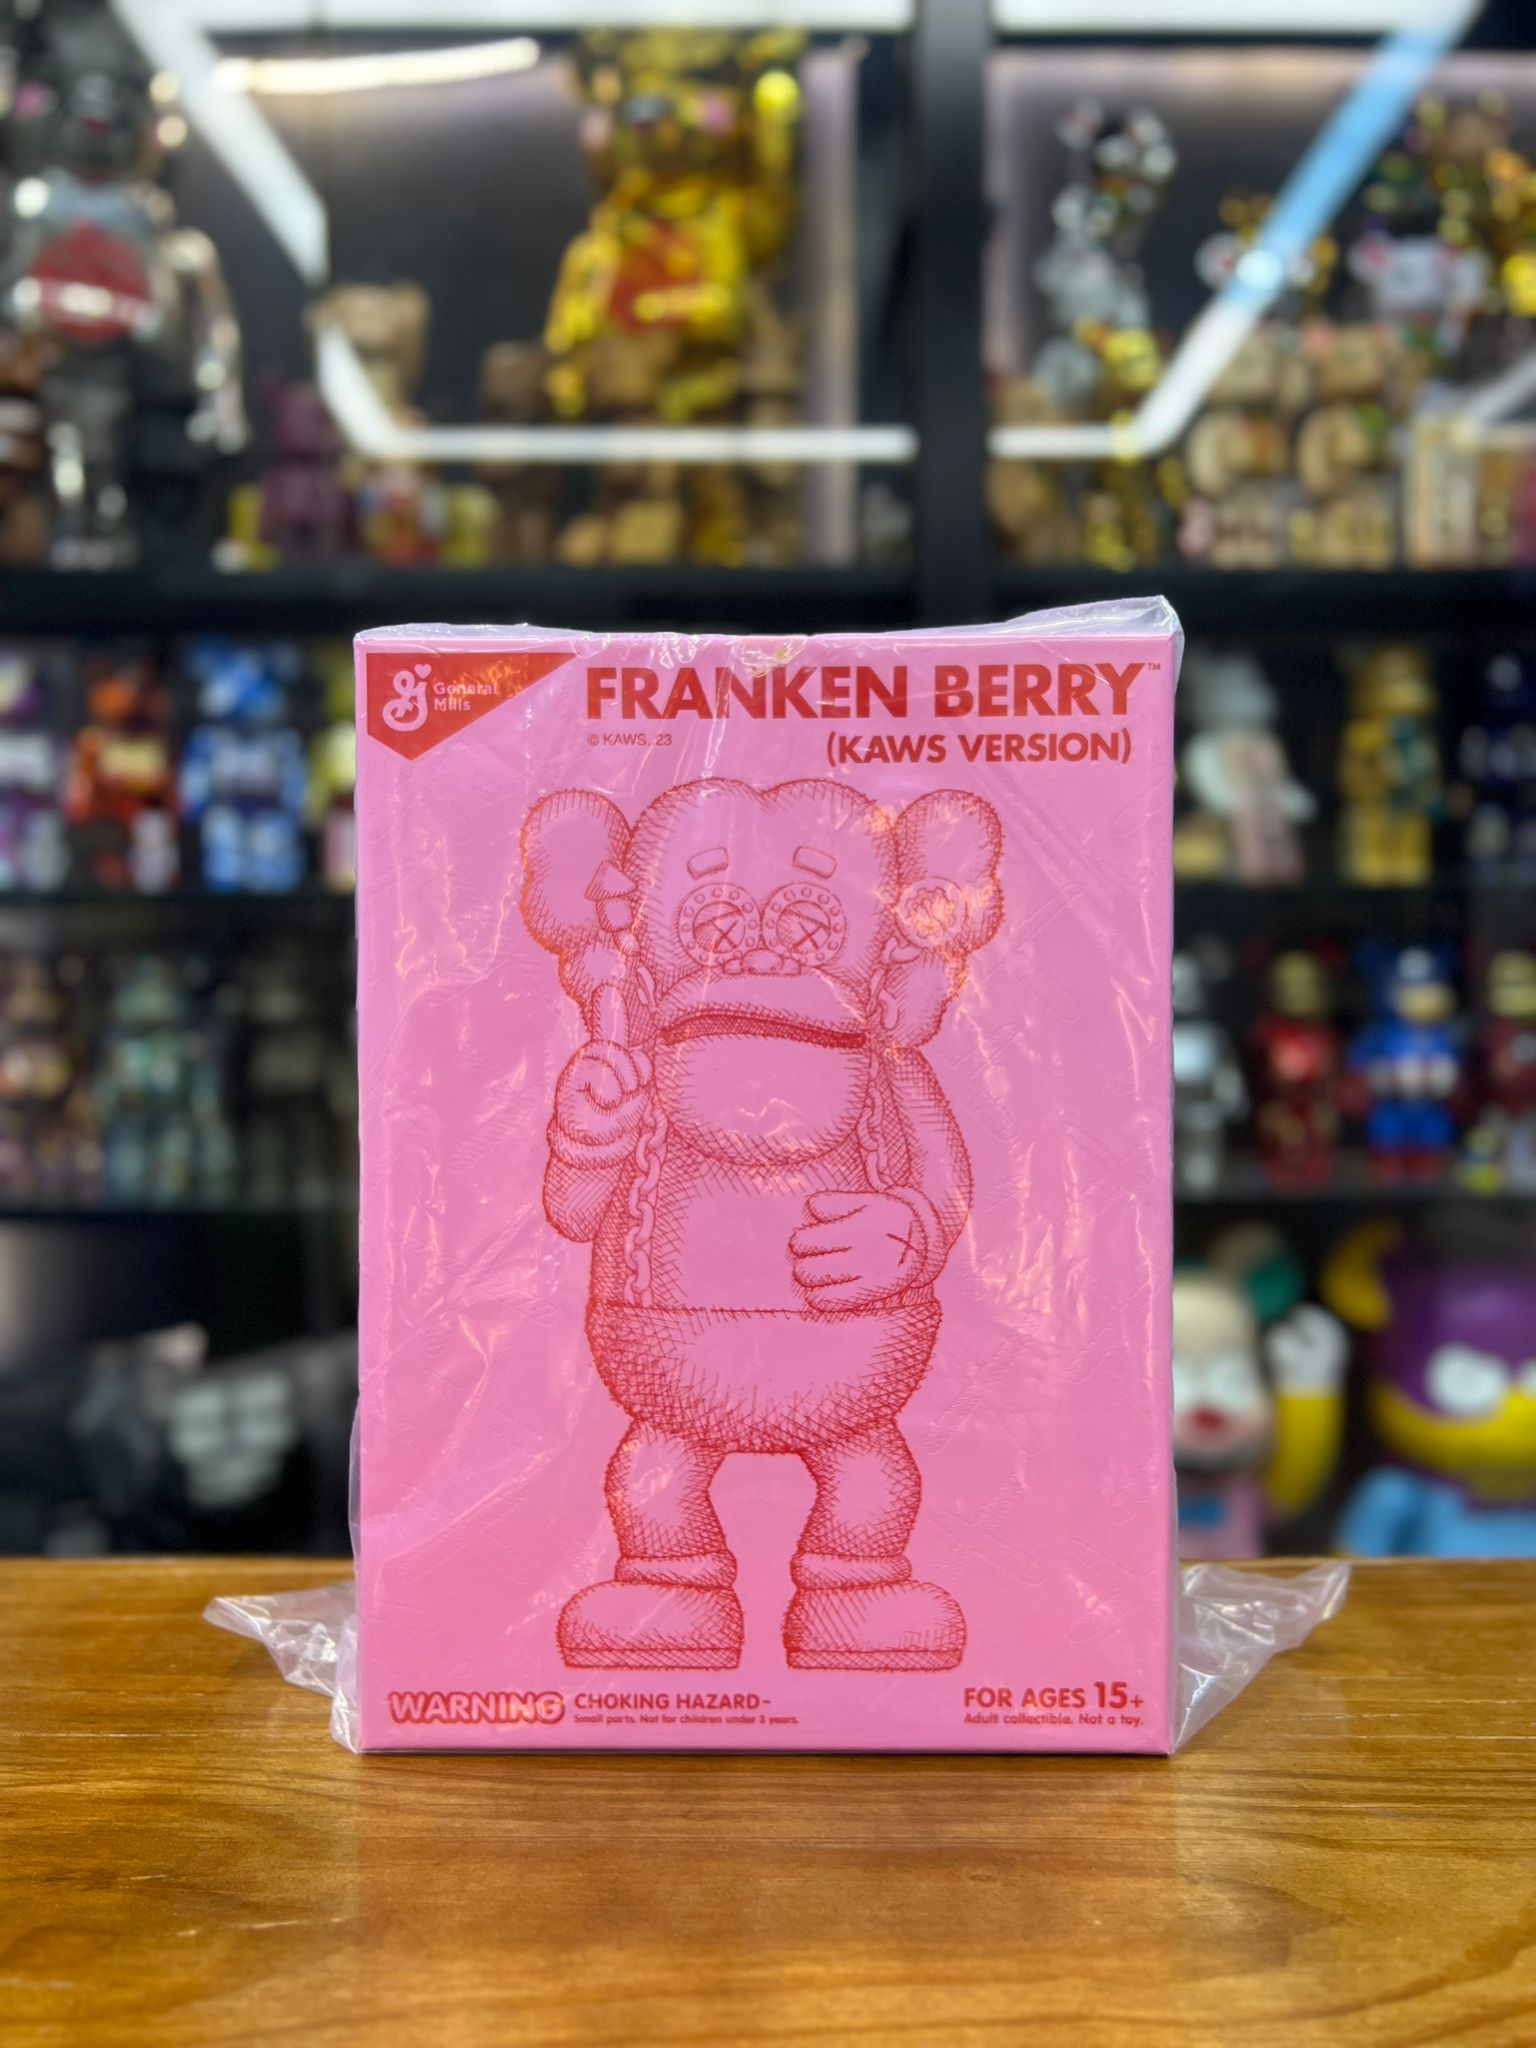 General
Mills
FRANKEN BERRY™
© KAWS. 23
(KAWS VERSION)
WARNING
CHOKING HAZARD–
Small parts. Not for children under 3 years.
FOR AGES 15+
Adult collectible. Not a toy.